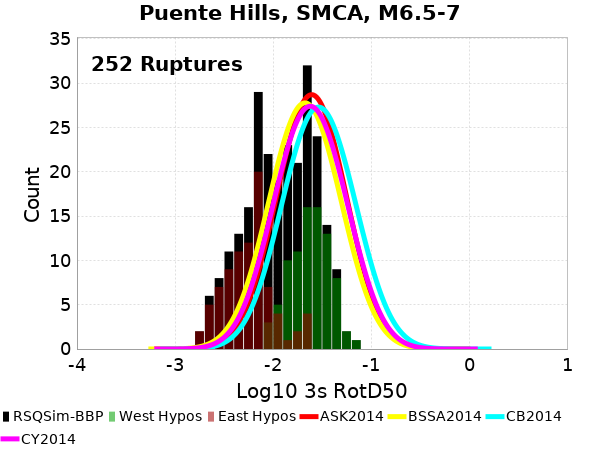 Puente Hills, SMCA, M6.5-7
252 Ruptures
Count
35
30
25
20
15
10
5
0
-4 -3 -2 -1 0 1
Log10 3s RotD50
RSQSim-BBP West Hypos East Hypos ASK2014 BSSA2014 CB2014
CY2014